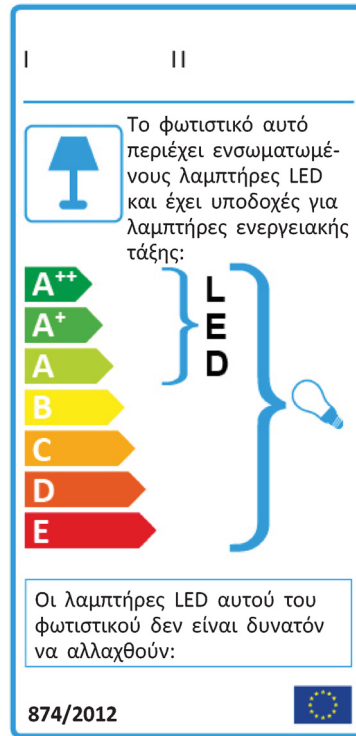 I II
Το φωτιστικό αυτό
περιέχει ενσωματωμέ-
νους λαμπτήρες LED
και έχει υποδοχές για
λαμπτήρες ενεργειακής
τάξης:
A++
A+
A
B
C
D
E
L
E
D
Οι λαμπτήρες LED αυτού του
φωτιστικού δεν είναι δυνατόν
να αλλαχθούν:
874/2012